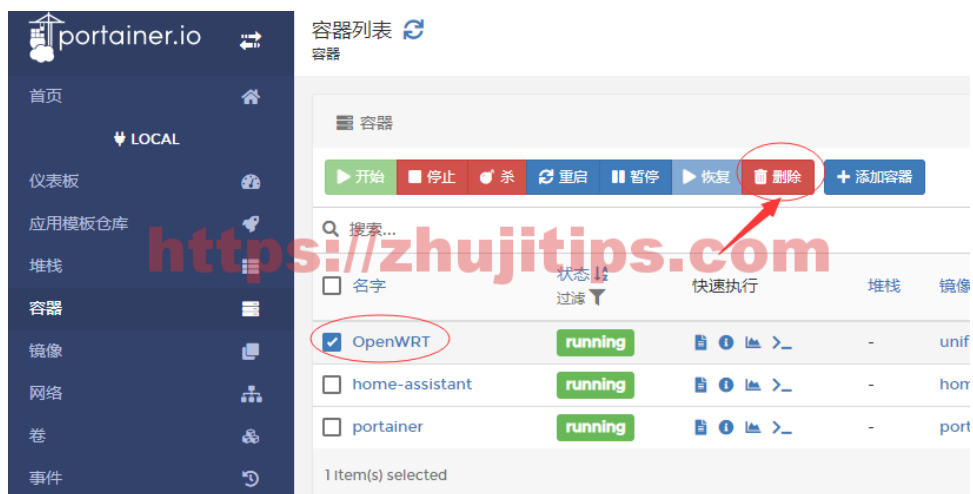 portainer.io
首页
LOCAL
仪表板
应用模板仓库
堆栈
容器
镜像
网络
卷
事件
容器列表
容器
容器
开始 停止 杀 重启 暂停 恢复 删除 添加容器
搜索...
https://zhujitips.com
名字 状态 快速执行 堆栈 镜像
过滤
OpenWRT running - unif
home-assistant running - hom
portainer running - port
1 Item(s) selected